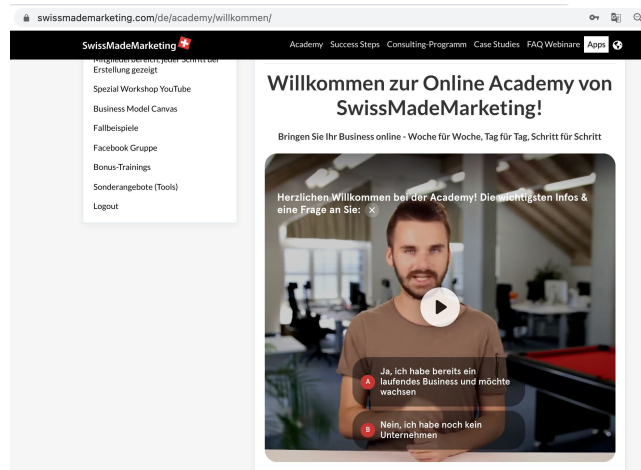 swissmademarketing.com/de/academy/willkommen/
SwissMadeMarketing
Academy Success Steps Consulting-Programm Case Studies FAQ Webinare Apps
Mitgliederbereich, jeder Schritt der
Erstellung gezeigt
Spezial Workshop YouTube
Business Model Canvas
Fallbeispiele
Facebook Gruppe
Bonus-Trainings
Sonderangebote (Tools)
Logout
Willkommen zur Online Academy von
SwissMadeMarketing!
Bringen Sie Ihr Business online - Woche für Woche, Tag für Tag, Schritt für Schritt
Herzlichen Willkommen bei der Academy! Die wichtigsten Infos &
eine Frage an Sie:
A
Ja, ich habe bereits ein
laufendes Business und möchte
wachsen
B
Nein, ich habe noch kein
Unternehmen